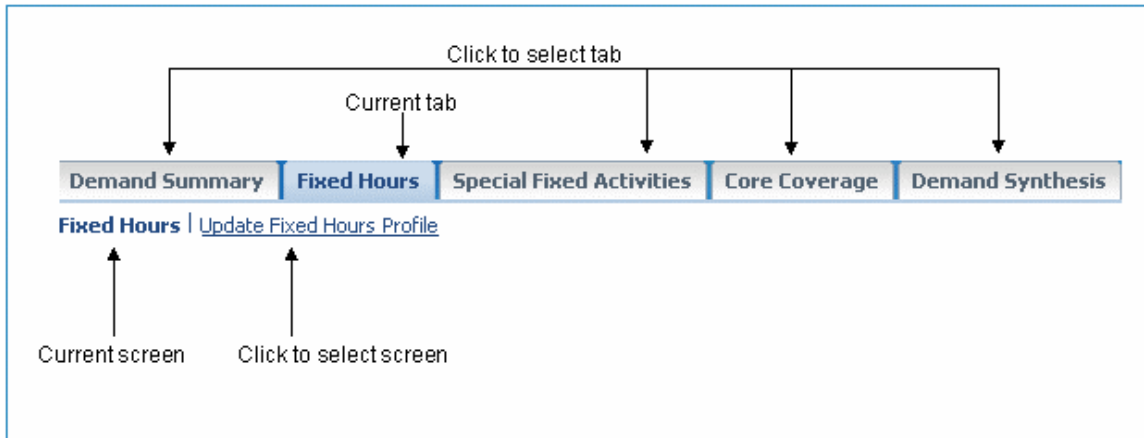 Click to select tab
Current tab
Demand Summary Fixed Hours Special Fixed Activities Core Coverage Demand Synthesis
Fixed Hours | Update Fixed Hours Profile
Current screen Click to select screen